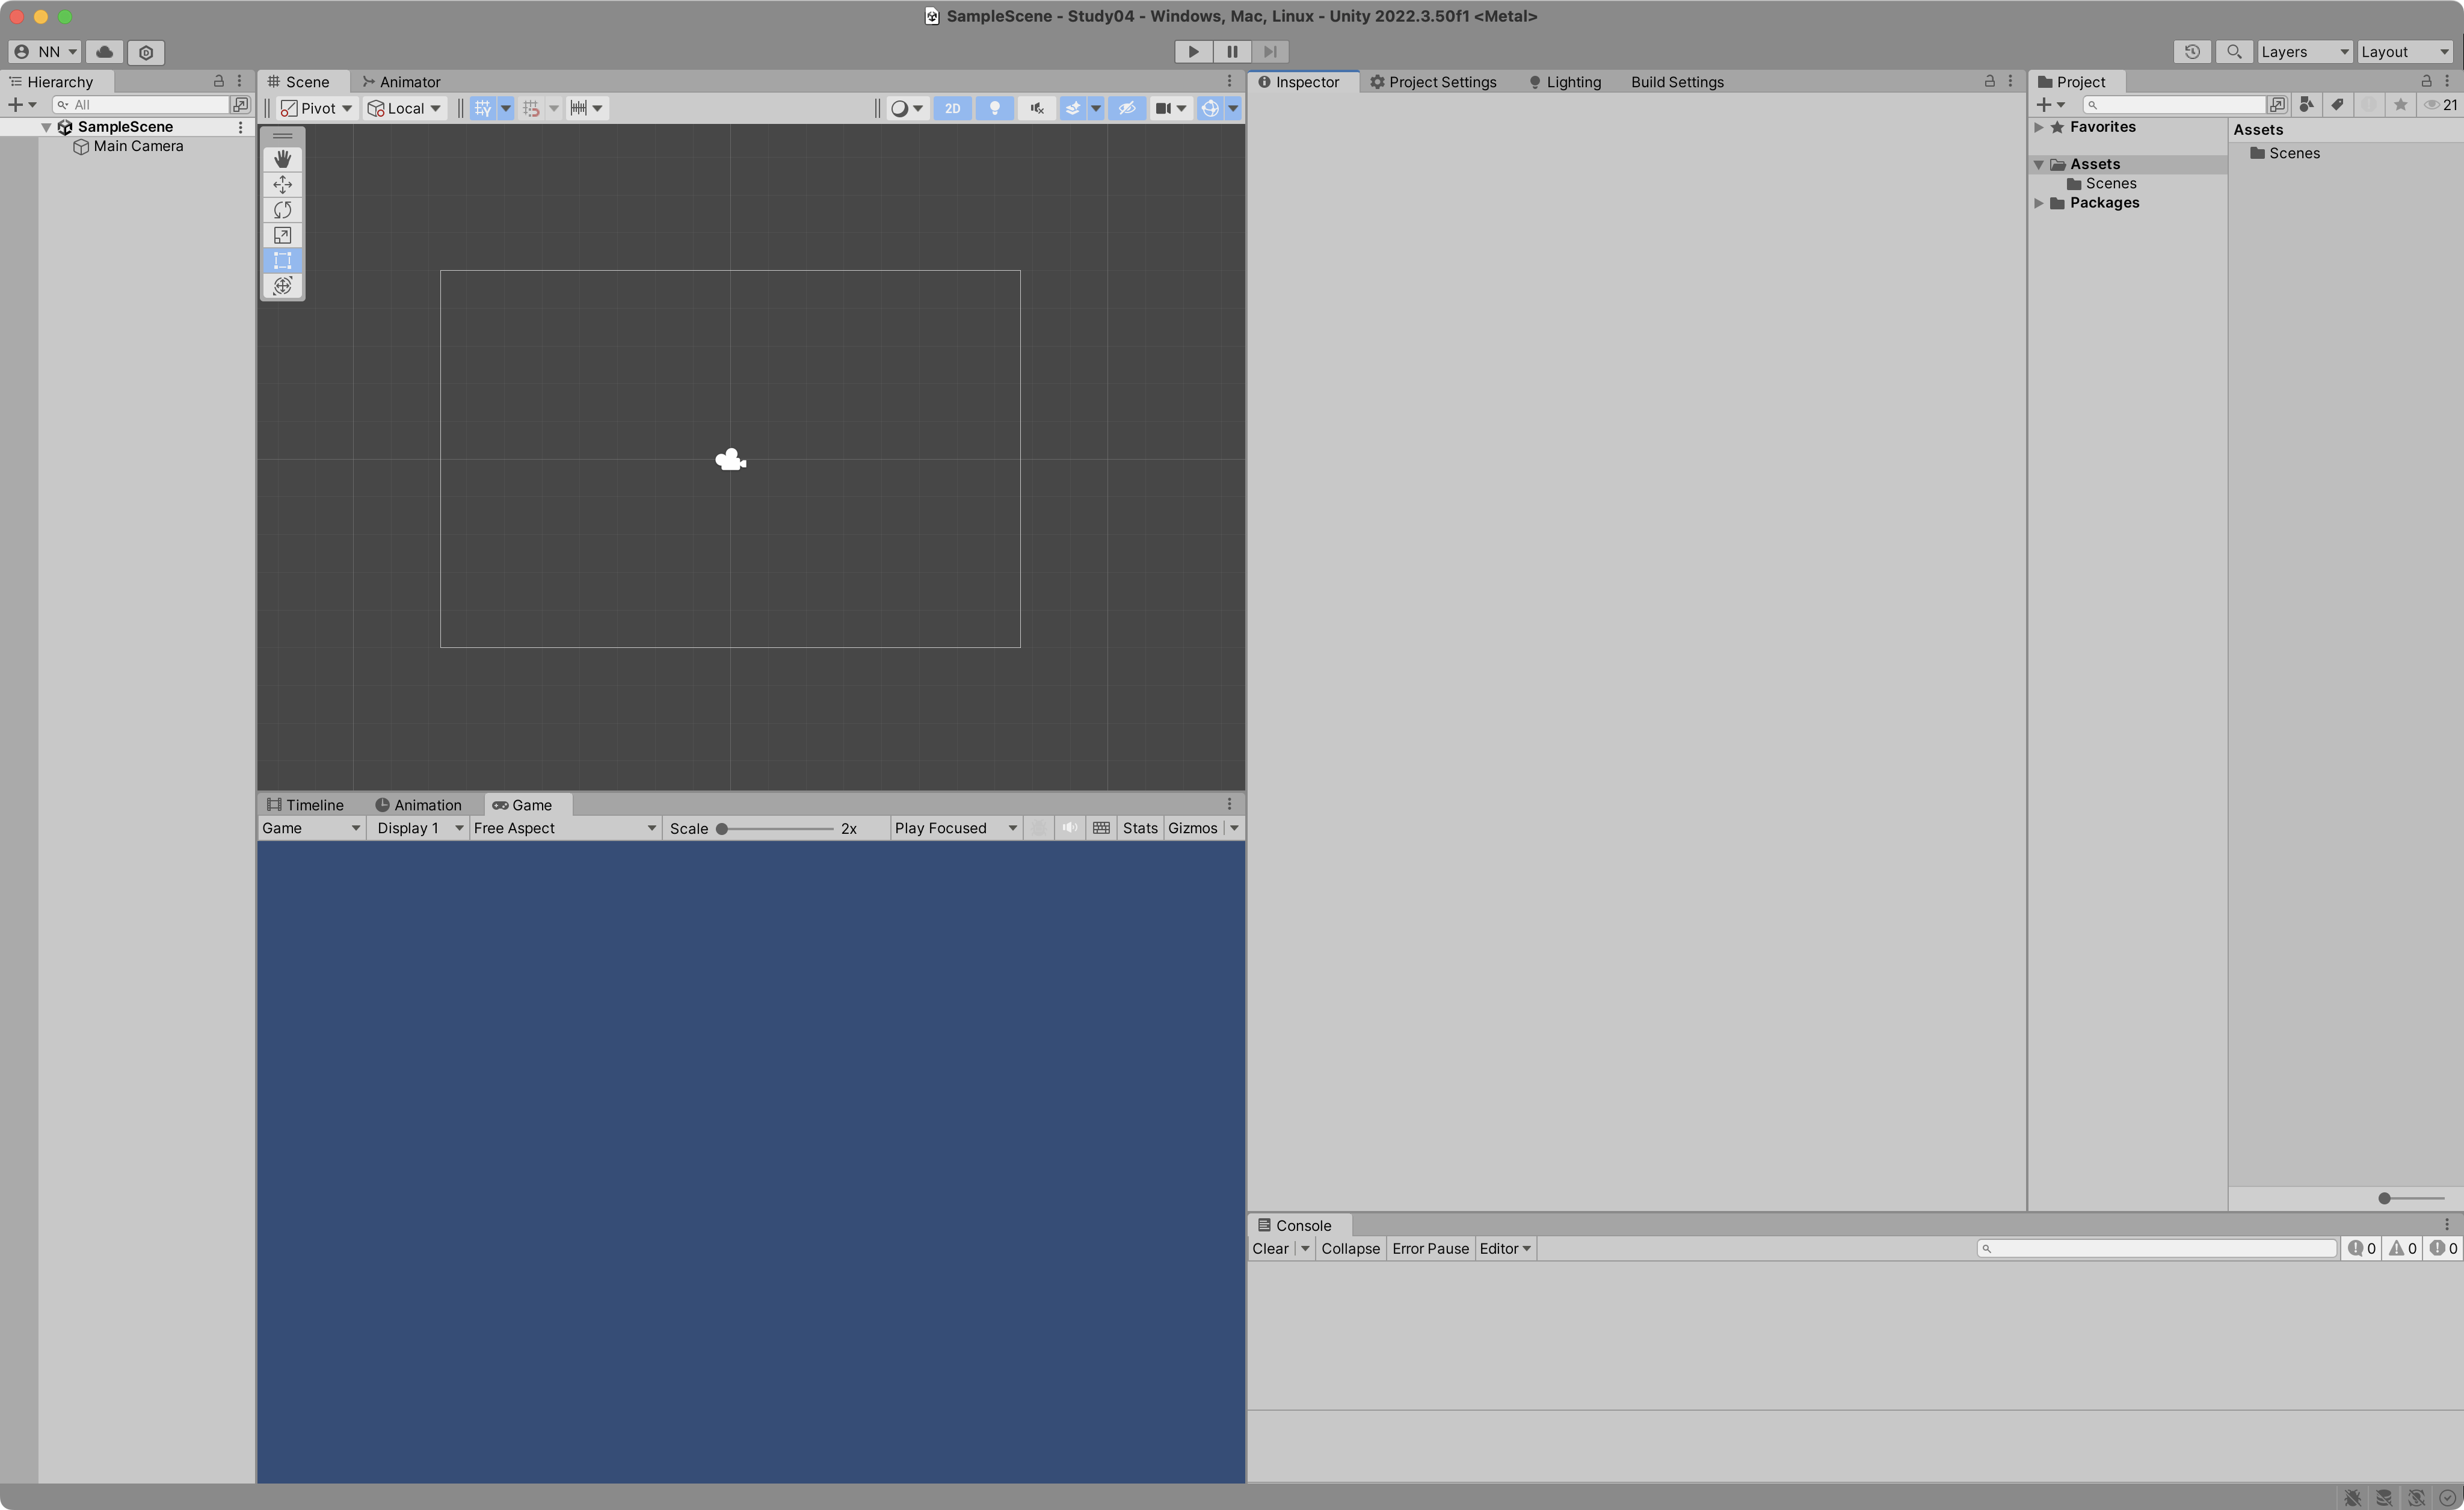 SampleScene - Study04 - Windows, Mac, Linux - Unity 2022.3.50f1 <Metal>
NN
Layers
Layout
Hierarchy
All
SampleScene
Main Camera
Scene
Animator
Pivot
Local
2D
Timeline
Animation
Game
Game
Display 1
Free Aspect
Scale
2x
Play Focused
Stats
Gizmos
Inspector
Project Settings
Lighting
Build Settings
Project
21
Favorites
Assets
Scenes
Packages
Assets
Scenes
Console
Clear
Collapse
Error Pause
Editor
0
0
0